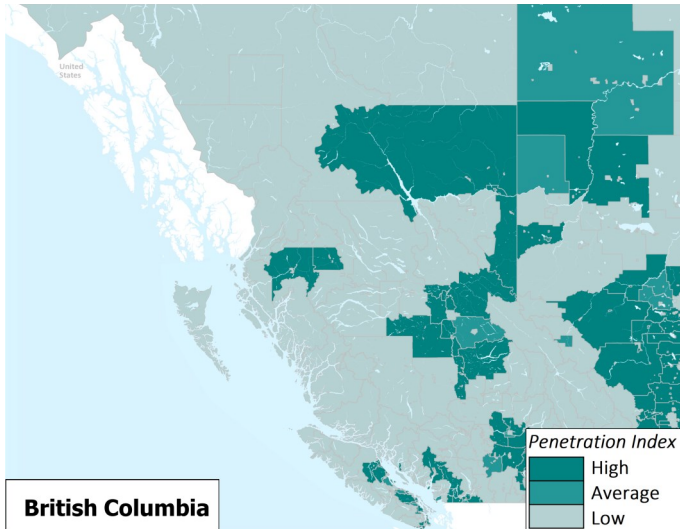 United
States
Penetration Index
High
Average
Low
British Columbia